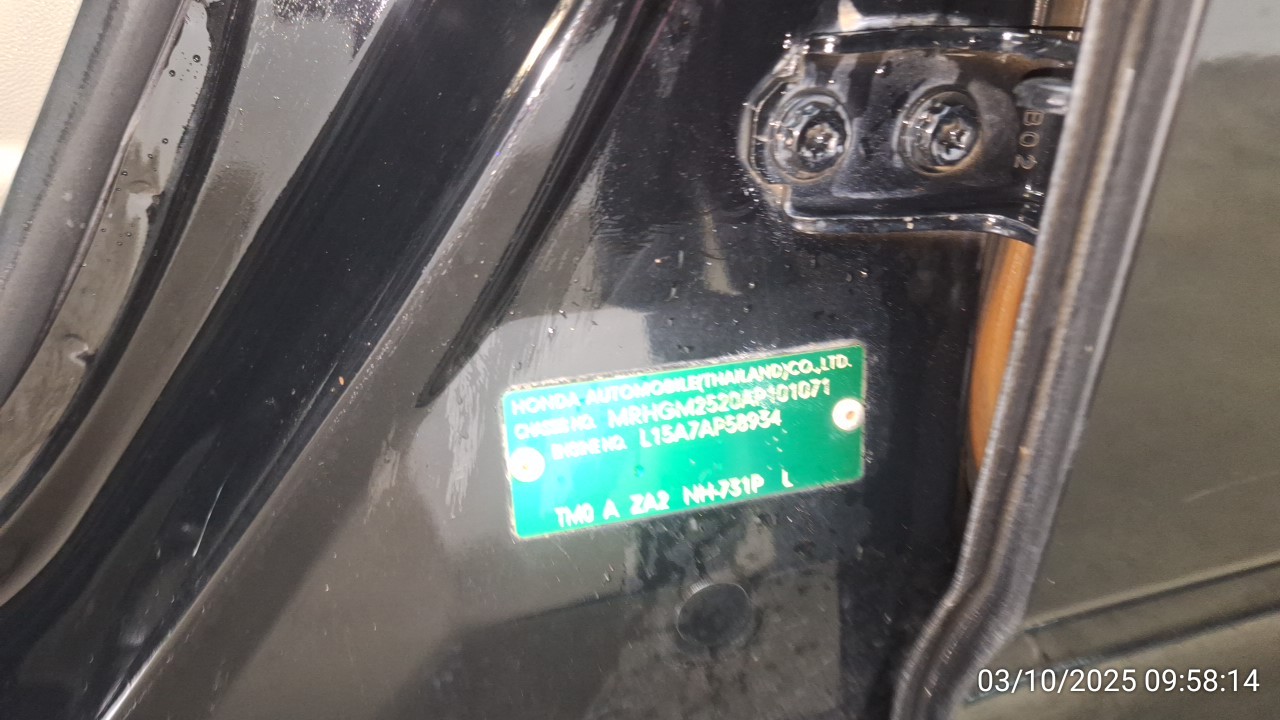 BO2
HONDA AUTOMOBILE(THAILAND)CO.,LTD.
CHASSIS NO. MRHGM2520AP101071
ENGINE NO. L15A7AP58934
TM0 A ZA2 NH-731P L
03/10/2025 09:58:14